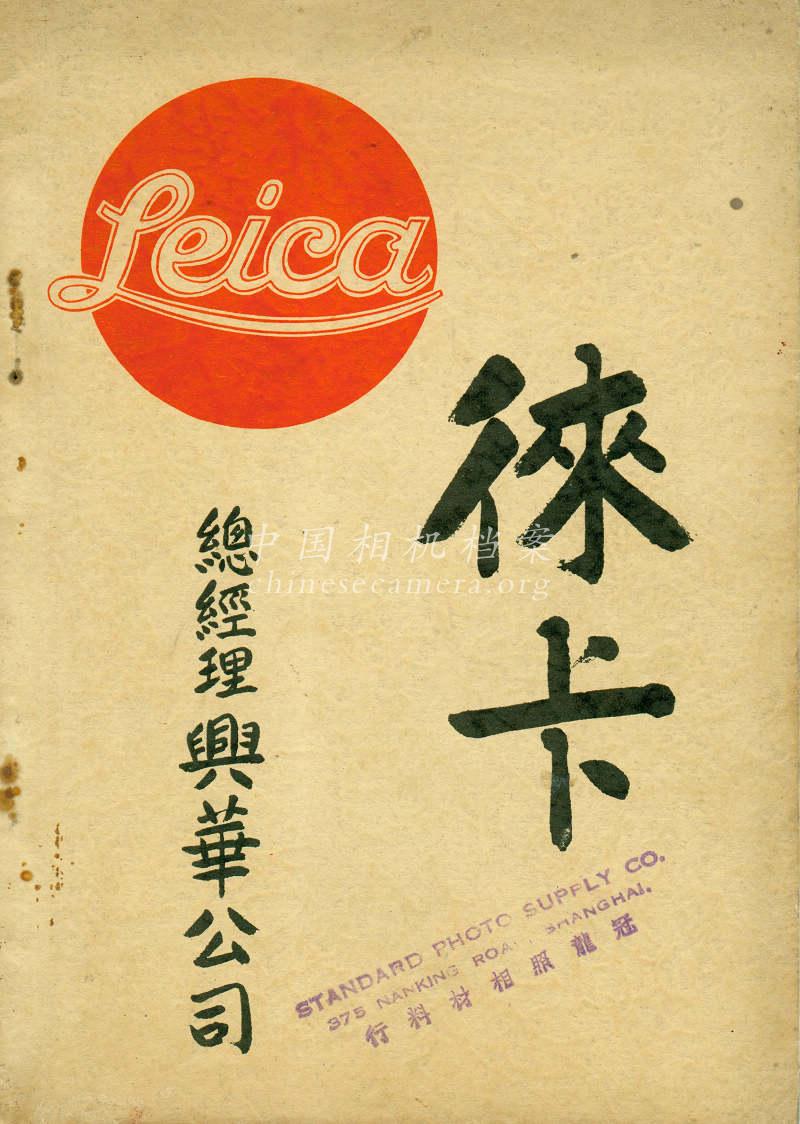 Leica
徠卡
總經理興華公司
中国相机档案
chinesecamera.org
STANDARD PHOTO SUPPLY CO.
375 NANKING ROAD, SHANGHAI.
冠龍照相材料行